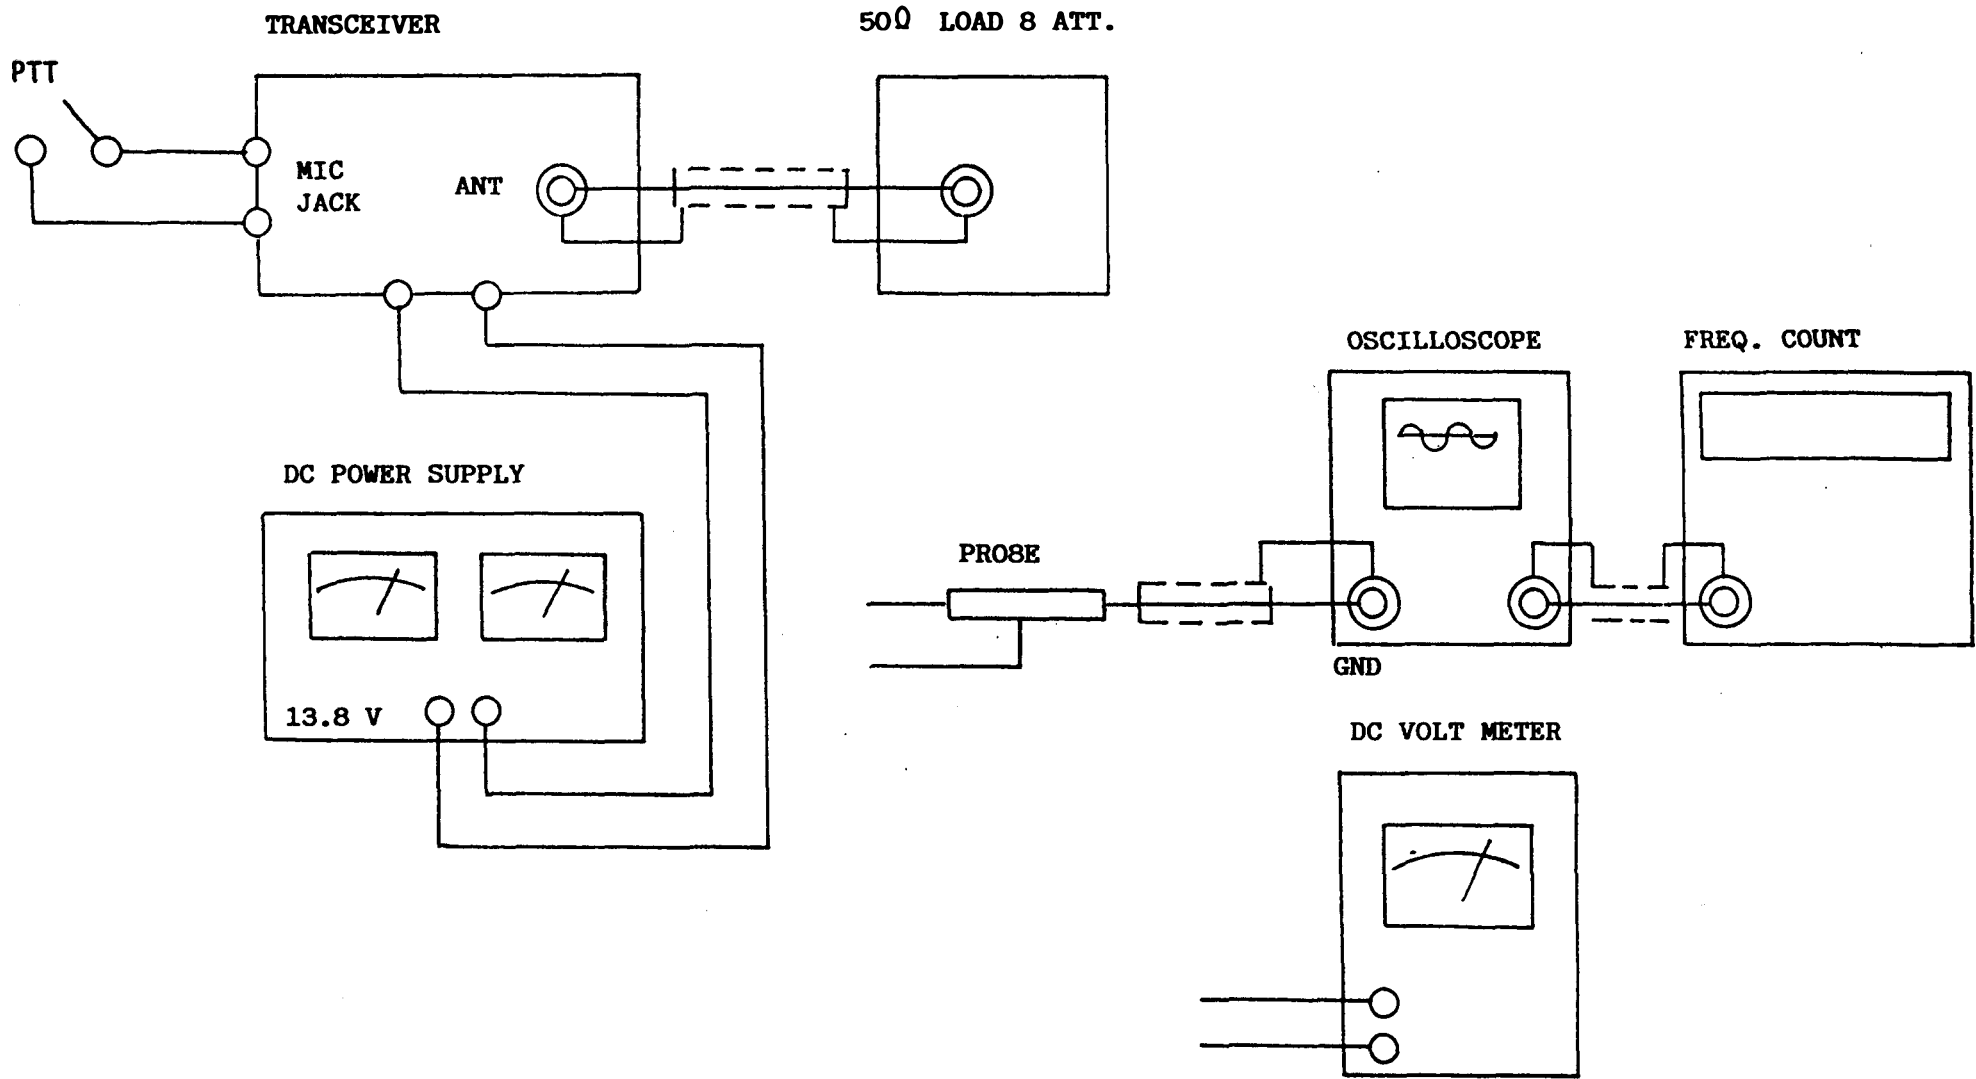 TRANSCEIVER
50Ω LOAD 8 ATT.
PTT
MIC
JACK
ANT
OSCILLOSCOPE
FREQ. COUNT
DC POWER SUPPLY
PRO8E
GND
13.8 V
DC VOLT METER